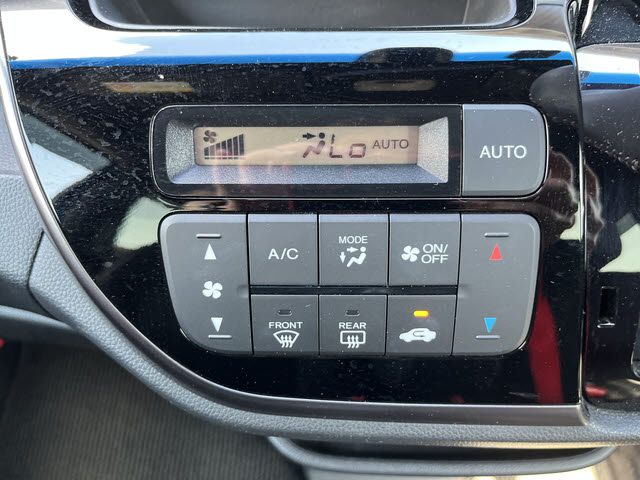 Lo AUTO
AUTO
A/C
MODE
ON/
OFF
FRONT
REAR